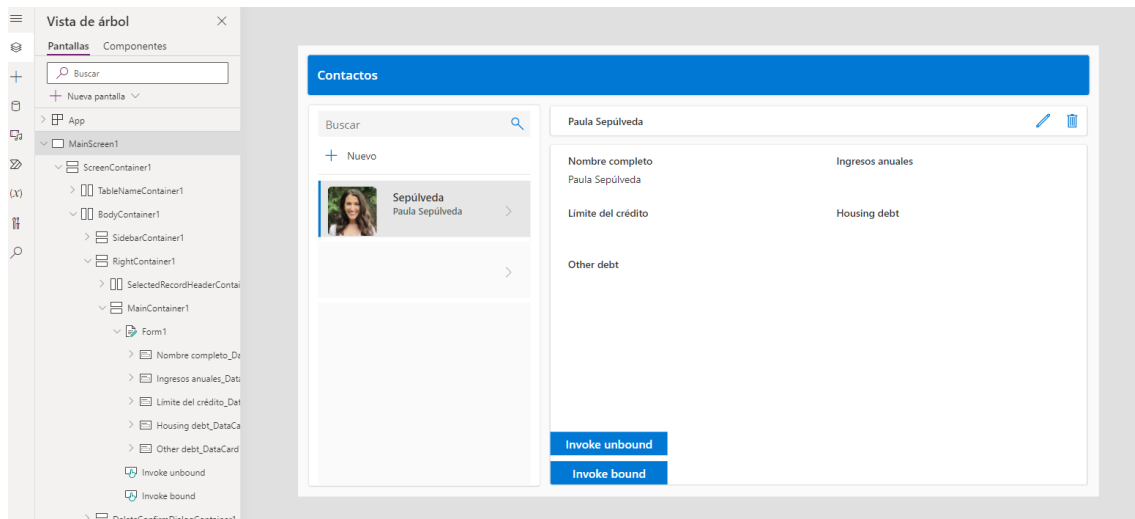 Vista de árbol
Pantallas Componentes
Buscar
Nueva pantalla
App
MainScreen1
ScreenContainer1
TableNameContainer1
BodyContainer1
SidebarContainer1
RightContainer1
SelectedRecordHeaderContai
MainContainer1
Form1
Nombre completo_Da
Ingresos anuales_Data
Límite del crédito_Dat
Housing debt_DataCa
Other debt_DataCard
Invoke unbound
Invoke bound
DeleteConfirmDialogContainer1
(x)
Contactos
Buscar
Nuevo
Sepúlveda
Paula Sepúlveda
Paula Sepúlveda
Nombre completo
Paula Sepúlveda
Ingresos anuales
Límite del crédito
Housing debt
Other debt
Invoke unbound
Invoke bound